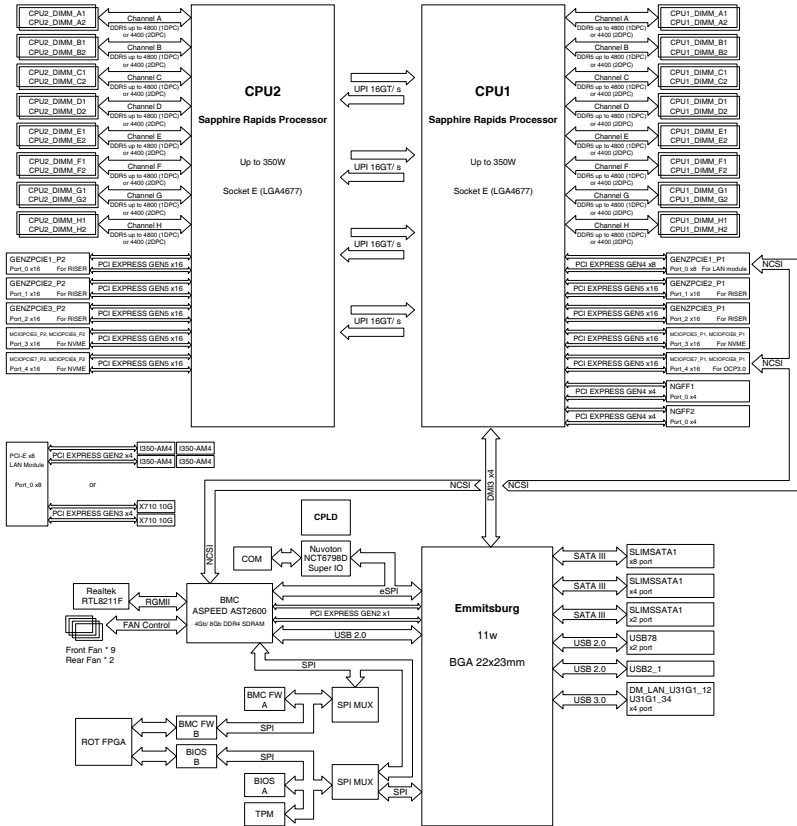 CPU2_DIMM_A1
CPU2_DIMM_A2
Channel A
DDR5 up to 4800 (1DPC)
or 4400 (2DPC)
CPU2_DIMM_B1
CPU2_DIMM_B2
Channel B
DDR5 up to 4800 (1DPC)
or 4400 (2DPC)
CPU2_DIMM_C1
CPU2_DIMM_C2
Channel C
DDR5 up to 4800 (1DPC)
or 4400 (2DPC)
CPU2_DIMM_D1
CPU2_DIMM_D2
Channel D
DDR5 up to 4800 (1DPC)
or 4400 (2DPC)
CPU2_DIMM_E1
CPU2_DIMM_E2
Channel E
DDR5 up to 4800 (1DPC)
or 4400 (2DPC)
CPU2_DIMM_F1
CPU2_DIMM_F2
Channel F
DDR5 up to 4800 (1DPC)
or 4400 (2DPC)
CPU2_DIMM_G1
CPU2_DIMM_G2
Channel G
DDR5 up to 4800 (1DPC)
or 4400 (2DPC)
CPU2_DIMM_H1
CPU2_DIMM_H2
Channel H
DDR5 up to 4800 (1DPC)
or 4400 (2DPC)
GENZPCIE1_P2
Port_0 x16 For RISER
PCI EXPRESS GEN5 x16
GENZPCIE2_P2
Port_1 x16 For RISER
PCI EXPRESS GEN5 x16
GENZPCIE3_P2
Port_2 x16 For RISER
PCI EXPRESS GEN5 x16
MCIOPCIE5_P2, MCIOPCIE6_P2
Port_3 x16 For NVME
PCI EXPRESS GEN5 x16
MCIOPCIE7_P2, MCIOPCIE8_P2
Port_4 x16 For NVME
PCI EXPRESS GEN5 x16
CPU2
Sapphire Rapids Processor
Up to 350W
Socket E (LGA4677)
UPI 16GT/ s
UPI 16GT/ s
UPI 16GT/ s
UPI 16GT/ s
CPU1
Sapphire Rapids Processor
Up to 350W
Socket E (LGA4677)
Channel A
DDR5 up to 4800 (1DPC)
or 4400 (2DPC)
CPU1_DIMM_A1
CPU1_DIMM_A2
Channel B
DDR5 up to 4800 (1DPC)
or 4400 (2DPC)
CPU1_DIMM_B1
CPU1_DIMM_B2
Channel C
DDR5 up to 4800 (1DPC)
or 4400 (2DPC)
CPU1_DIMM_C1
CPU1_DIMM_C2
Channel D
DDR5 up to 4800 (1DPC)
or 4400 (2DPC)
CPU1_DIMM_D1
CPU1_DIMM_D2
Channel E
DDR5 up to 4800 (1DPC)
or 4400 (2DPC)
CPU1_DIMM_E1
CPU1_DIMM_E2
Channel F
DDR5 up to 4800 (1DPC)
or 4400 (2DPC)
CPU1_DIMM_F1
CPU1_DIMM_F2
Channel G
DDR5 up to 4800 (1DPC)
or 4400 (2DPC)
CPU1_DIMM_G1
CPU1_DIMM_G2
Channel H
DDR5 up to 4800 (1DPC)
or 4400 (2DPC)
CPU1_DIMM_H1
CPU1_DIMM_H2
PCI EXPRESS GEN4 x8
GENZPCIE1_P1
Port_0 x8 For LAN module
NCSI
PCI EXPRESS GEN5 x16
GENZPCIE2_P1
Port_1 x16 For RISER
PCI EXPRESS GEN5 x16
GENZPCIE3_P1
Port_2 x16 For RISER
PCI EXPRESS GEN5 x16
MCIOPCIE5_P1, MCIOPCIE6_P1
Port_3 x16 For NVME
PCI EXPRESS GEN5 x16
MCIOPCIE7_P1, MCIOPCIE8_P1
Port_4 x16 For OCP3.0
NCSI
PCI EXPRESS GEN4 x4
NGFF1
Port_0 x4
PCI EXPRESS GEN4 x4
NGFF2
Port_0 x4
PCI-E x8
LAN Module
Port_0 x8
PCI EXPRESS GEN2 x4
I350-AM4 I350-AM4
I350-AM4 I350-AM4
or
PCI EXPRESS GEN3 x4
X710 10G
X710 10G
NCSI
DMI3 x4
NCSI
NCSI
CPLD
COM
Nuvoton
NCT6798D
Super IO
eSPI
Realtek
RTL8211F
RGMII
FAN Control
Front Fan * 9
Rear Fan * 2
BMC
ASPEED AST2600
4Gb/ 8Gb DDR4 SDRAM
PCI EXPRESS GEN2 x1
USB 2.0
SPI
Emmitsburg
11w
BGA 22x23mm
SATA III
SLIMSATA1
x8 port
SATA III
SLIMSSATA1
x4 port
SATA III
SLIMSSATA1
x2 port
USB 2.0
USB78
x2 port
USB 2.0
USB2_1
USB 3.0
DM_LAN_U31G1_12
U31G1_34
x4 port
BMC FW
A
SPI MUX
BMC FW
B
SPI
ROT FPGA
BIOS
B
SPI
BIOS
A
SPI MUX
SPI
TPM